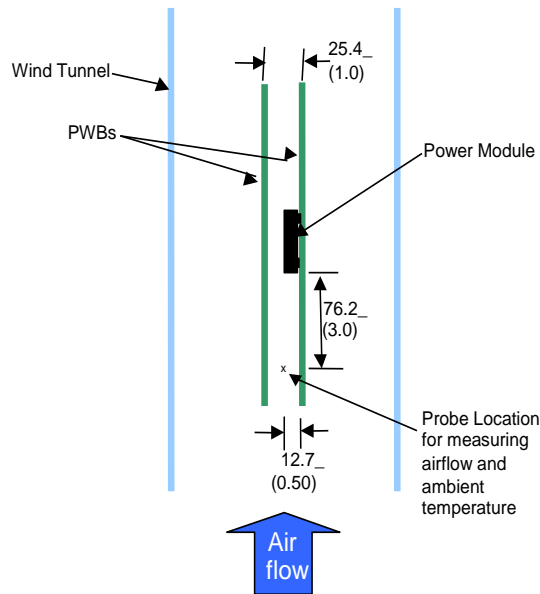 25.4_
(1.0)
Wind Tunnel
PWBs
Power Module
76.2_
(3.0)
x
Probe Location
for measuring
airflow and
ambient
temperature
12.7_
(0.50)
Air
flow